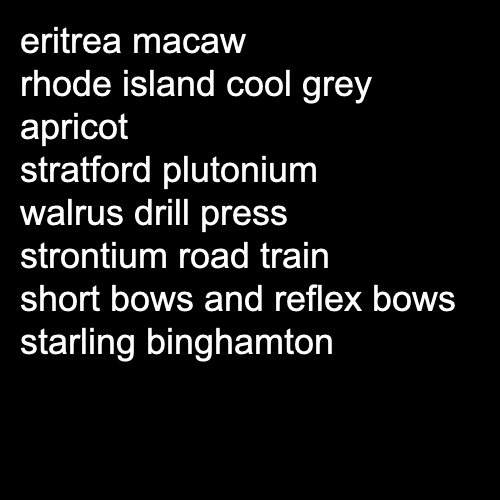 eritrea macaw
rhode island cool grey
apricot
stratford plutonium
walrus drill press
strontium road train
short bows and reflex bows
starling binghamton